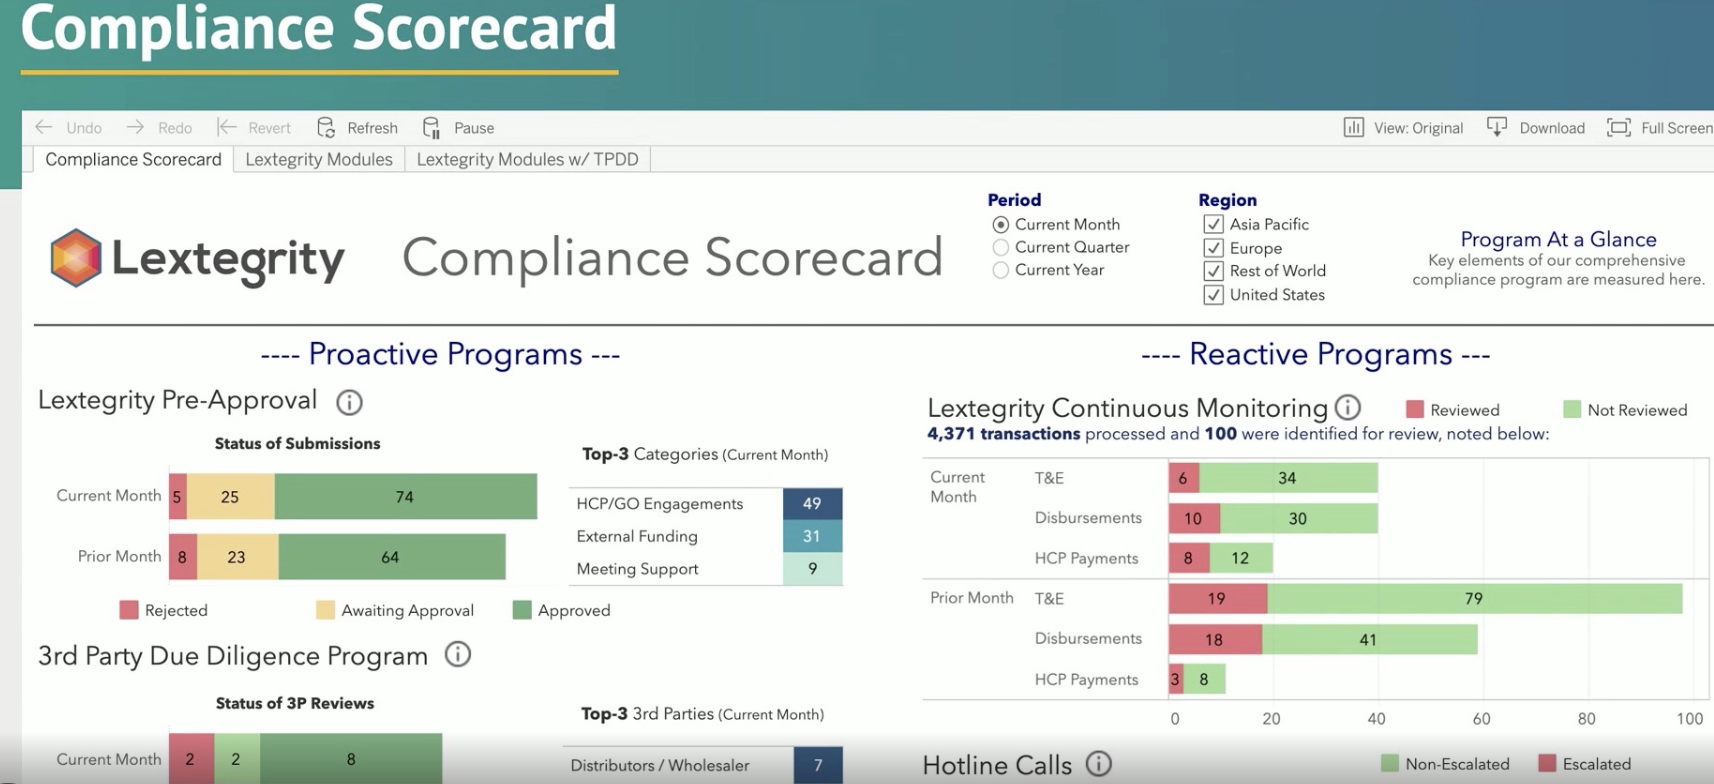 Compliance Scorecard
Undo Redo Revert Refresh Pause View: Original Download Full Screen
Compliance Scorecard Lextegrity Modules Lextegrity Modules w/ TPDD
Lextegrity
Compliance Scorecard
Period
Current Month
Current Quarter
Current Year
Region
Asia Pacific
Europe
Rest of World
United States
Program At a Glance
Key elements of our comprehensive
compliance program are measured here.
---- Proactive Programs ---
Lextegrity Pre-Approval
Status of Submissions
Current Month 5 25 74
Prior Month 8 23 64
Rejected Awaiting Approval Approved
Top-3 Categories (Current Month)
HCP/GO Engagements 49
External Funding 31
Meeting Support 9
3rd Party Due Diligence Program
Status of 3P Reviews
Current Month 2 2 8
Top-3 3rd Parties (Current Month)
Distributors / Wholesaler 7
---- Reactive Programs ---
Lextegrity Continuous Monitoring Reviewed Not Reviewed
4,371 transactions processed and 100 were identified for review, noted below:
Current
Month
T&E 6 34
Disbursements 10 30
HCP Payments 8 12
Prior Month T&E 19 79
Disbursements 18 41
HCP Payments 3 8
0 20 40 60 80 100
Hotline Calls Non-Escalated Escalated